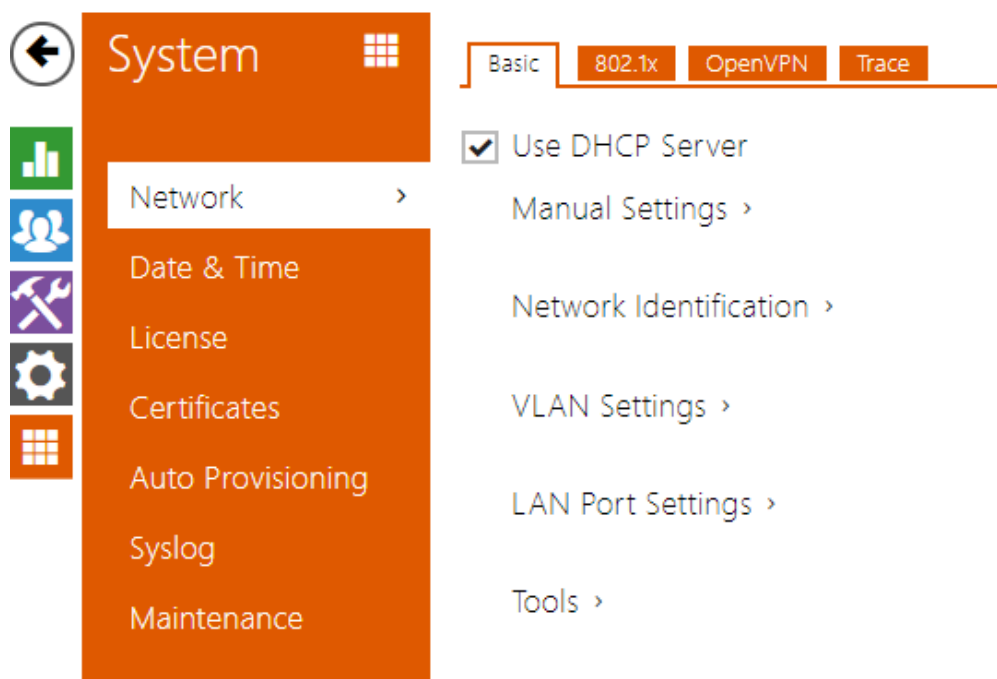 System
Network
Date & Time
License
Certificates
Auto Provisioning
Syslog
Maintenance
Basic
802.1x
OpenVPN
Trace
Use DHCP Server
Manual Settings
Network Identification
VLAN Settings
LAN Port Settings
Tools